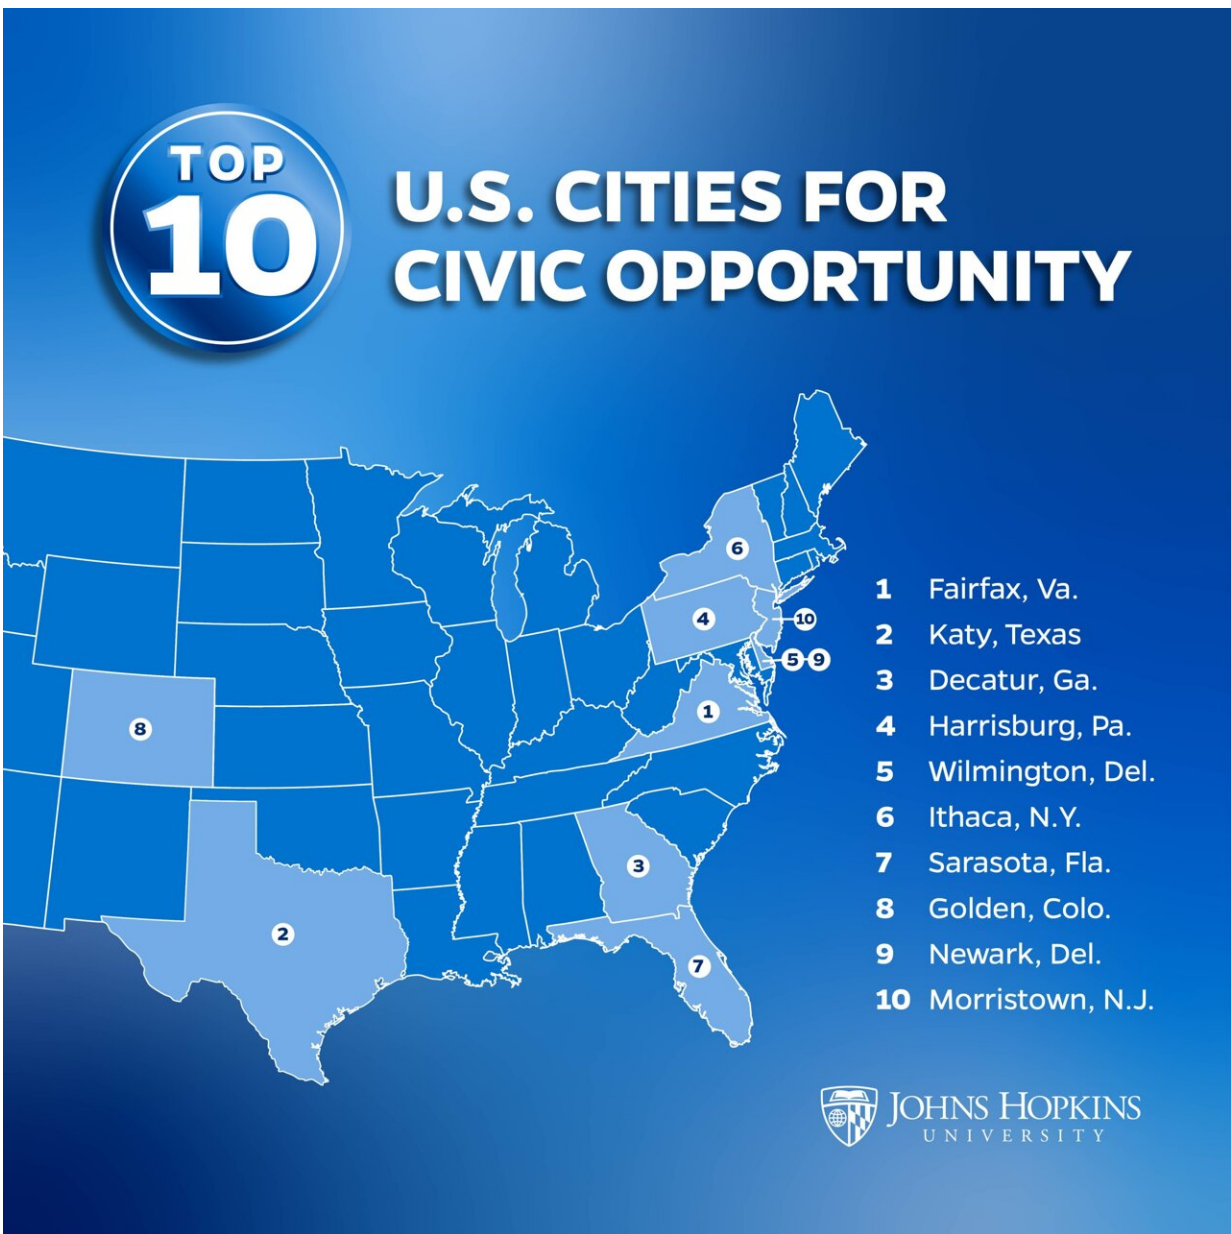 TOP
10
U.S. CITIES FOR
CIVIC OPPORTUNITY
6
4
10
5 9
1
8
3
2
7
1 Fairfax, Va.
2 Katy, Texas
3 Decatur, Ga.
4 Harrisburg, Pa.
5 Wilmington, Del.
6 Ithaca, N.Y.
7 Sarasota, Fla.
8 Golden, Colo.
9 Newark, Del.
10 Morristown, N.J.
JOHNS HOPKINS
UNIVERSITY